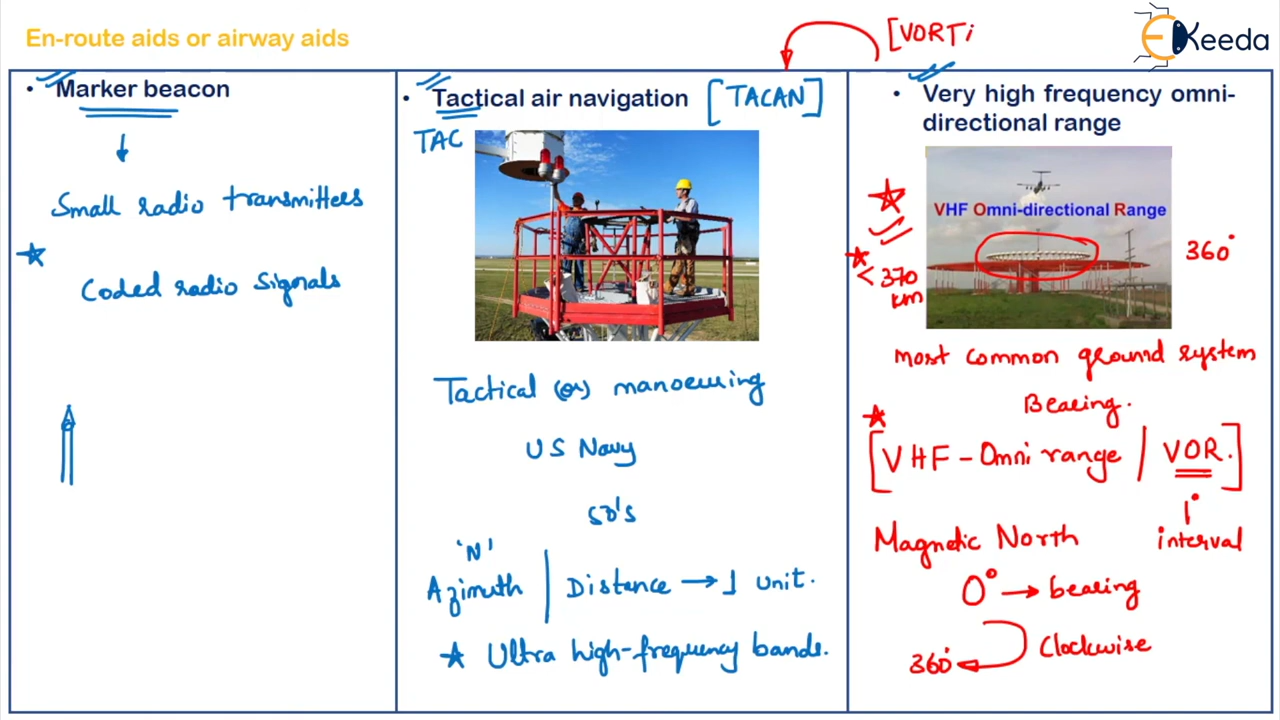 En-route aids or airway aids
[VORTi
EKeeda
• Marker beacon
Small radio transmitters
Coded radio signals
• Tactical air navigation [TACAN]
TAC
Tactical (or) manoeuring
US Navy
50's
'N'
Azimuth | Distance → 1 unit.
★ Ultra high-frequency bands.
• Very high frequency omni-
directional range
VHF Omni-directional Range
360°
< 370
km
most common ground system
Bearing.
[VHF - Omni range / VOR.]
1°
Magnetic North interval
0° → bearing
360° Clockwise